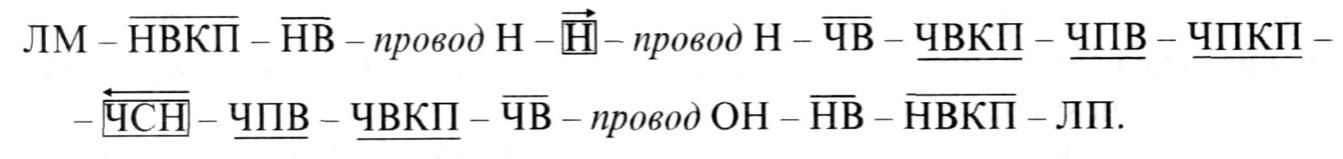 ЛМ – НВКП – НВ – провод Н – Н – провод Н – ЧВ – ЧВКП – ЧПВ – ЧПКП –
– ЧСН – ЧПВ – ЧВКП – ЧВ – провод ОН – НВ – НВКП – ЛП.